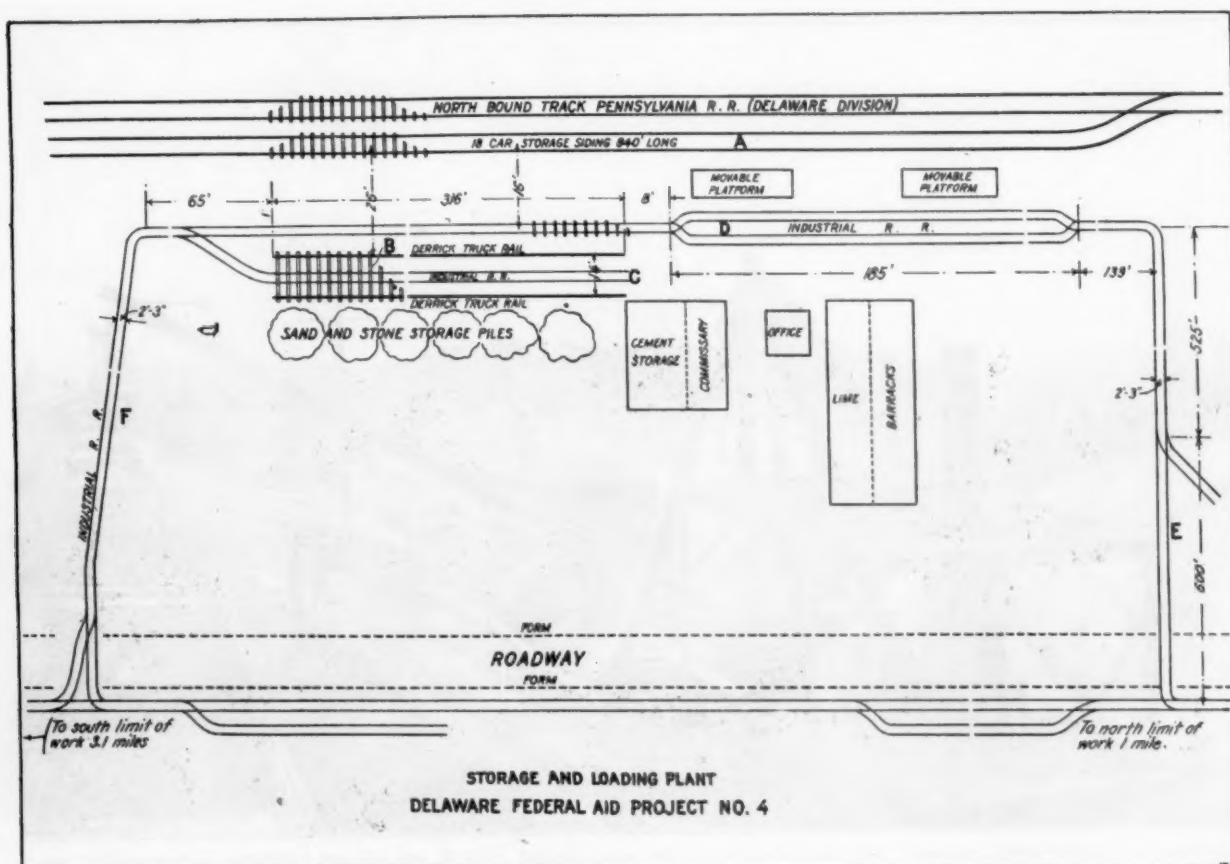 NORTH BOUND TRACK PENNSYLVANIA R. R. (DELAWARE DIVISION)
18 CAR STORAGE SIDING 840' LONG
A
MOVABLE
PLATFORM
MOVABLE
PLATFORM
65'
1'
316'
26'
16'
8'
D
INDUSTRIAL R. R.
B
DERRICK TRUCK RAIL
INDUSTRIAL R.R.
C
DERRICK TRUCK RAIL
185'
139'
2'-3"
SAND AND STONE STORAGE PILES
CEMENT
STORAGE
COMMISSARY
OFFICE
LIME
BARRACKS
525'
2'-3"
F
INDUSTRIAL R. R.
E
600'
FORM
ROADWAY
FORM
To south limit of
work 3.1 miles
To north limit of
work 1 mile.
STORAGE AND LOADING PLANT
DELAWARE FEDERAL AID PROJECT NO. 4